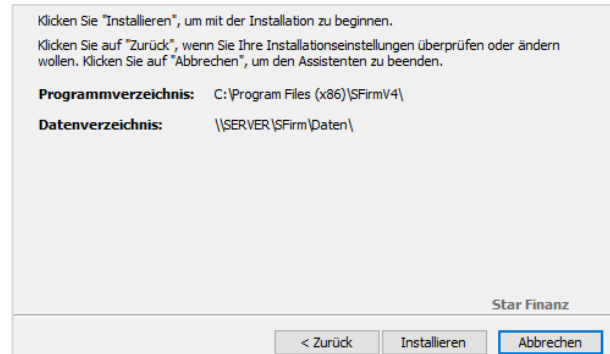 Klicken Sie "Installieren", um mit der Installation zu beginnen.
Klicken Sie auf "Zurück", wenn Sie Ihre Installationseinstellungen überprüfen oder ändern
wollen. Klicken Sie auf "Abbrechen", um den Assistenten zu beenden.
Programmverzeichnis: C:\Program Files (x86)\SFirmV4\
Datenverzeichnis: \\SERVER\SFirm\Daten\
Star Finanz
< Zurück Installieren Abbrechen